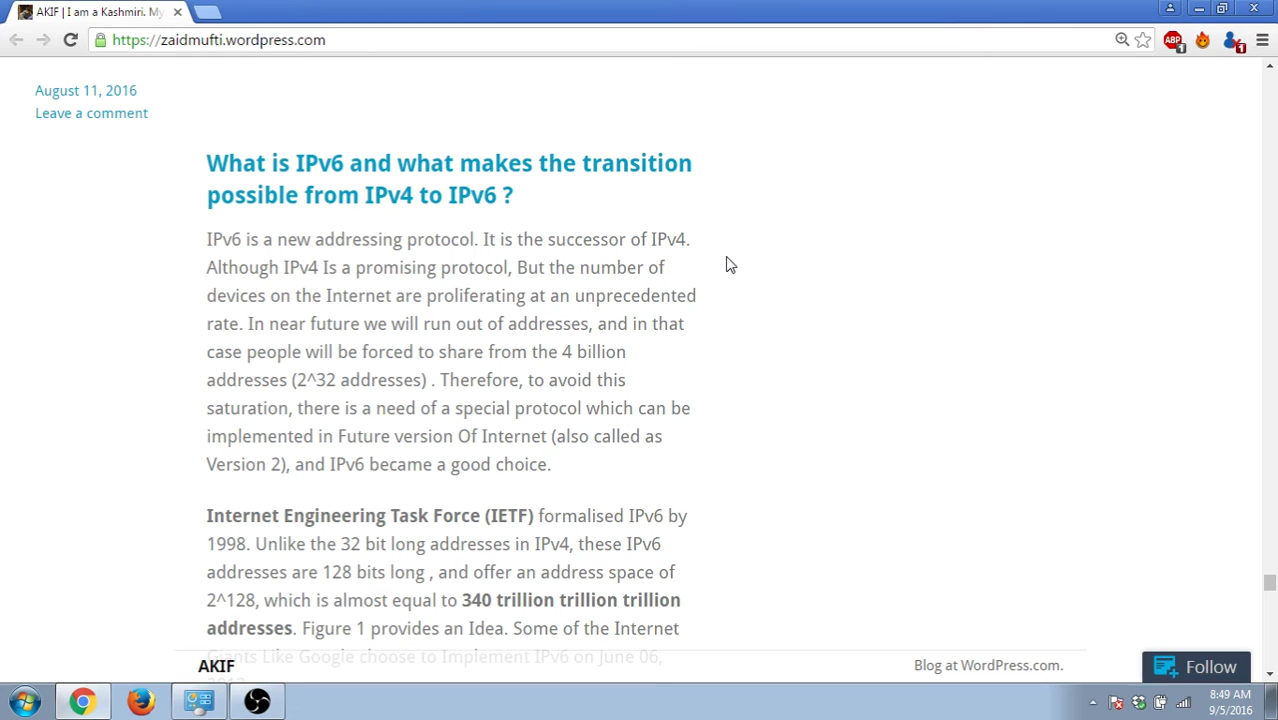 AKIF | I am a Kashmiri. My
https://zaidmufti.wordpress.com
ABP
1
1
August 11, 2016
Leave a comment
What is IPv6 and what makes the transition
possible from IPv4 to IPv6 ?
IPv6 is a new addressing protocol. It is the successor of IPv4.
Although IPv4 Is a promising protocol, But the number of
devices on the Internet are proliferating at an unprecedented
rate. In near future we will run out of addresses, and in that
case people will be forced to share from the 4 billion
addresses (2^32 addresses) . Therefore, to avoid this
saturation, there is a need of a special protocol which can be
implemented in Future version Of Internet (also called as
Version 2), and IPv6 became a good choice.
Internet Engineering Task Force (IETF) formalised IPv6 by
1998. Unlike the 32 bit long addresses in IPv4, these IPv6
addresses are 128 bits long , and offer an address space of
2^128, which is almost equal to 340 trillion trillion trillion
addresses. Figure 1 provides an Idea. Some of the Internet
Giants Like Google choose to Implement IPv6 on June 06,
AKIF
Blog at WordPress.com.
Follow
8:49 AM
9/5/2016